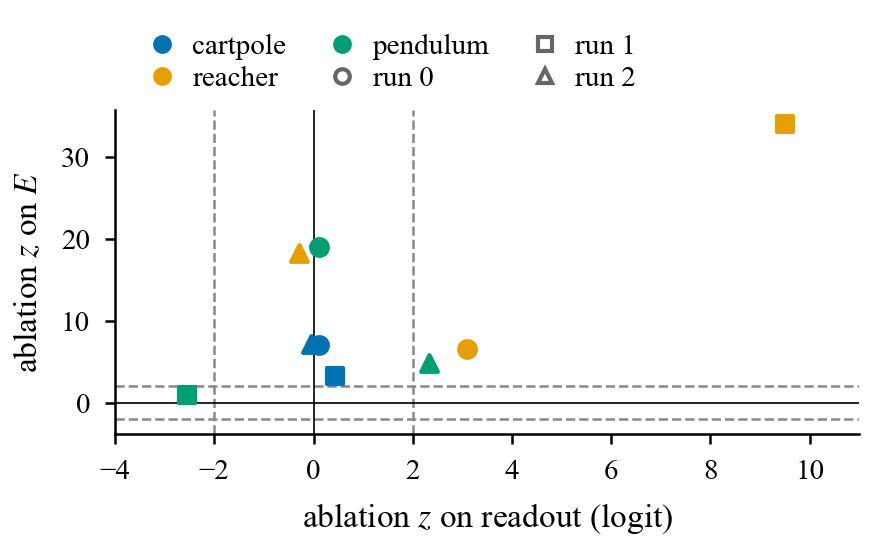 cartpole pendulum run 1
reacher run 0 run 2
ablation z on E
30
20
10
0
−4 −2 0 2 4 6 8 10
ablation z on readout (logit)